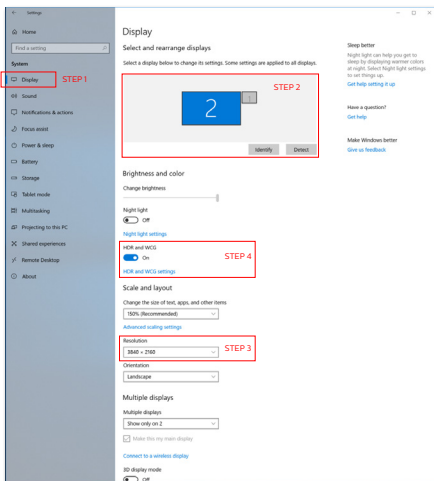 Settings
Home
Find a setting
System
Display
STEP 1
Sound
Notifications & actions
Focus assist
Power & sleep
Battery
Storage
Tablet mode
Multitasking
Projecting to this PC
Shared experiences
Remote Desktop
About
Display
Select and rearrange displays
Select a display below to change its settings. Some settings are applied to all displays.
STEP 2
2
1
Identify
Detect
Brightness and color
Change brightness
Night light
Off
Night light settings
HDR and WCG
STEP 4
On
HDR and WCG settings
Scale and layout
Change the size of text, apps, and other items
150% (Recommended)
Advanced scaling settings
Resolution
STEP 3
3840 × 2160
Orientation
Landscape
Multiple displays
Multiple displays
Show only on 2
Make this my main display
Connect to a wireless display
3D display mode
Off
Sleep better
Night light can help you get to
sleep by displaying warmer colors
at night. Select Night light settings
to set things up.
Get help setting it up
Have a question?
Get help
Make Windows better
Give us feedback